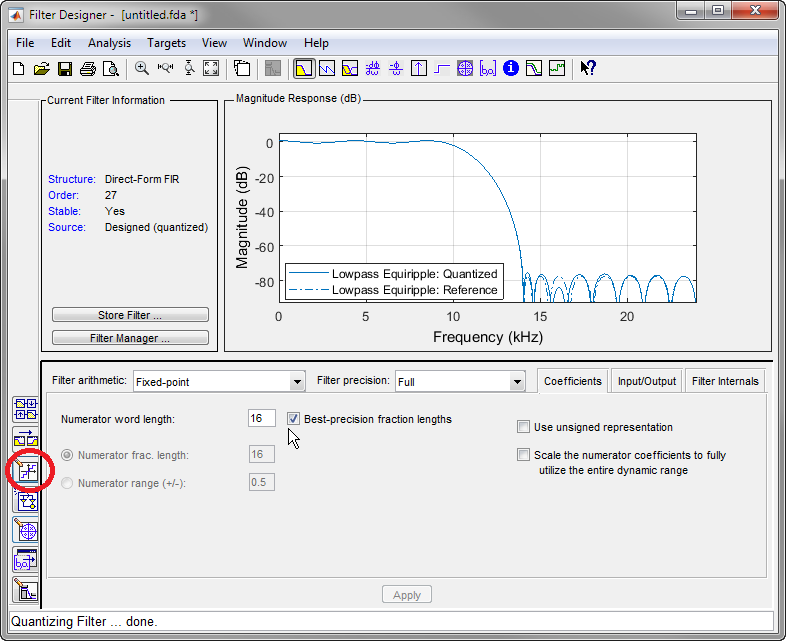 Filter Designer - [untitled.fda *]
File Edit Analysis Targets View Window Help
Current Filter Information
Structure: Direct-Form FIR
Order: 27
Stable: Yes
Source: Designed (quantized)
Store Filter ...
Filter Manager ...
Magnitude Response (dB)
Magnitude (dB)
0
-20
-40
-60
-80
Lowpass Equiripple: Quantized
Lowpass Equiripple: Reference
0 5 10 15 20
Frequency (kHz)
Filter arithmetic: Fixed-point Filter precision: Full Coefficients Input/Output Filter Internals
Numerator word length: 16 Best-precision fraction lengths
Numerator frac. length: 16
Numerator range (+/-): 0.5
Use unsigned representation
Scale the numerator coefficients to fully
utilize the entire dynamic range
Apply
Quantizing Filter ... done.